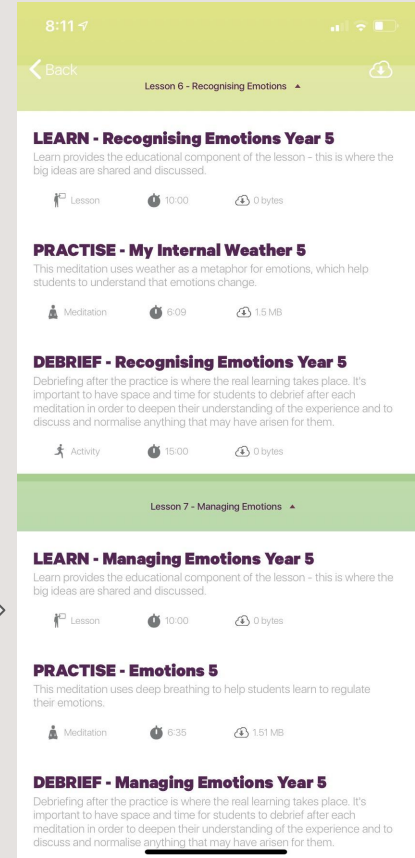 8:11
Back
Lesson 6 - Recognising Emotions
LEARN - Recognising Emotions Year 5
Learn provides the educational component of the lesson - this is where the
big ideas are shared and discussed.
Lesson 10:00 0 bytes
PRACTISE - My Internal Weather 5
This meditation uses weather as a metaphor for emotions, which help
students to understand that emotions change.
Meditation 6:09 1.5 MB
DEBRIEF - Recognising Emotions Year 5
Debriefing after the practice is where the real learning takes place. It's
important to have space and time for students to debrief after each
meditation in order to deepen their understanding of the experience and to
discuss and normalise anything that may have arisen for them.
Activity 15:00 0 bytes
Lesson 7 - Managing Emotions
LEARN - Managing Emotions Year 5
Learn provides the educational component of the lesson - this is where the
big ideas are shared and discussed.
Lesson 10:00 0 bytes
PRACTISE - Emotions 5
This meditation uses deep breathing to help students learn to regulate
their emotions.
Meditation 6:35 1.51 MB
DEBRIEF - Managing Emotions Year 5
Debriefing after the practice is where the real learning takes place. It's
important to have space and time for students to debrief after each
meditation in order to deepen their understanding of the experience and to
discuss and normalise anything that may have arisen for them.